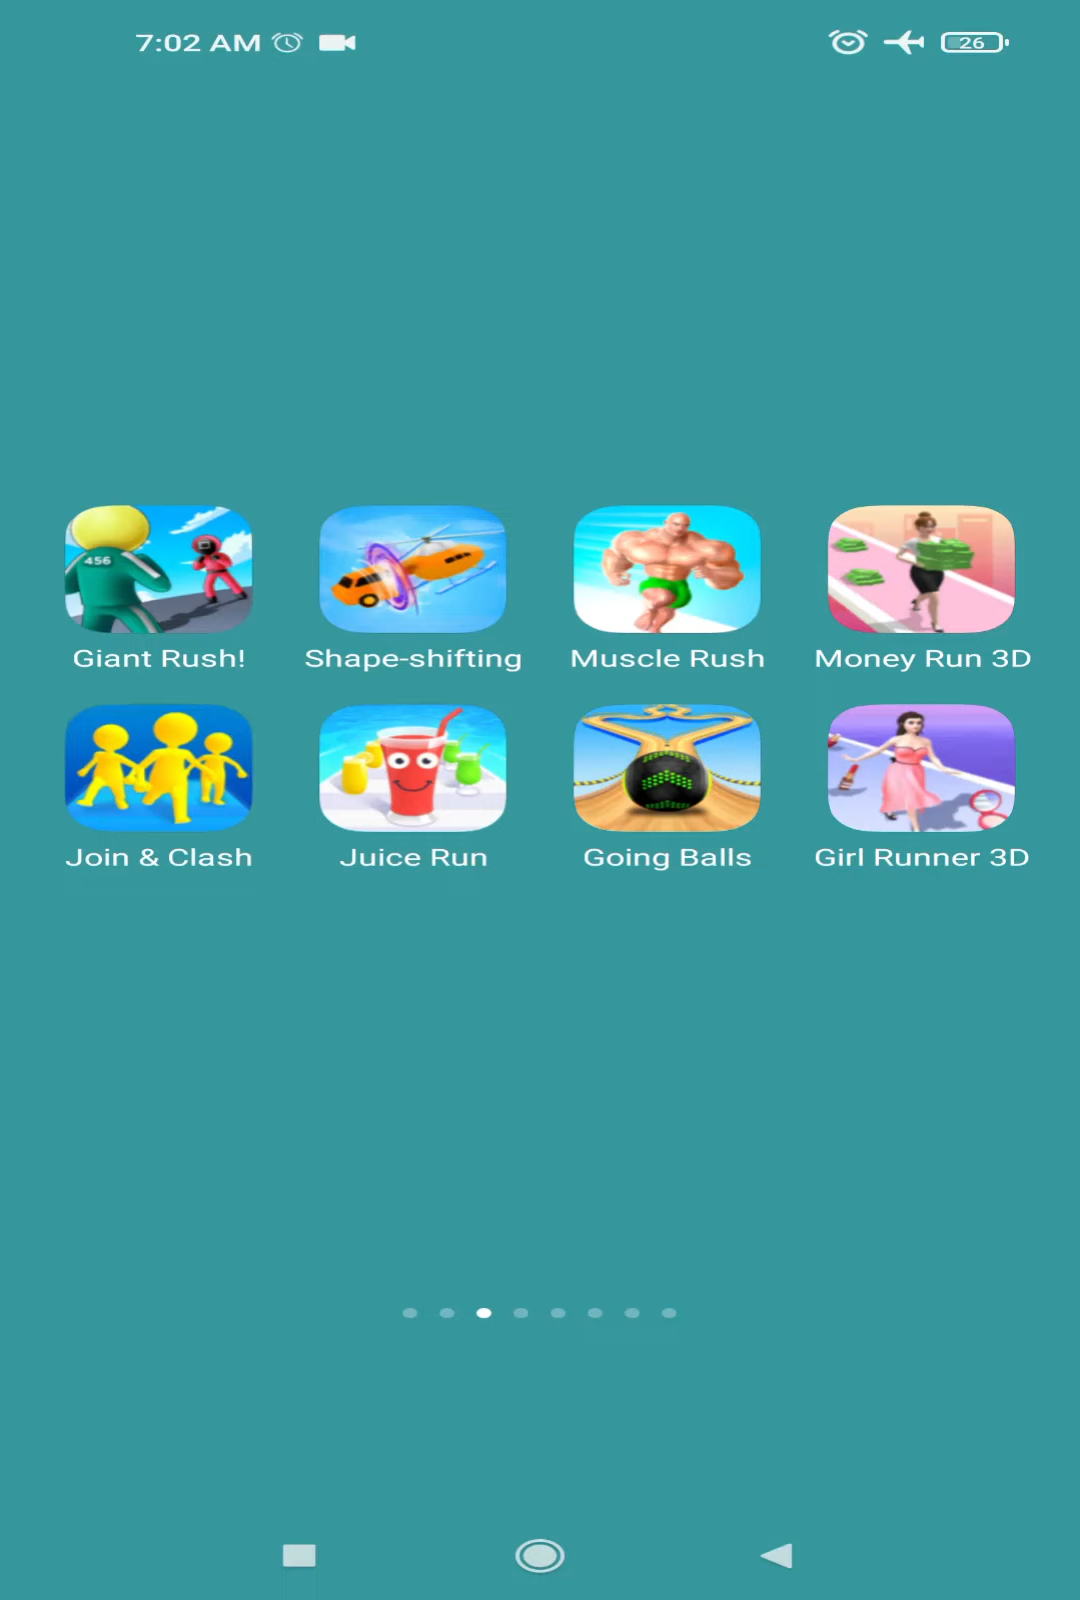 7:02 AM 26
456
Giant Rush! Shape-shifting Muscle Rush Money Run 3D
Join & Clash Juice Run Going Balls Girl Runner 3D